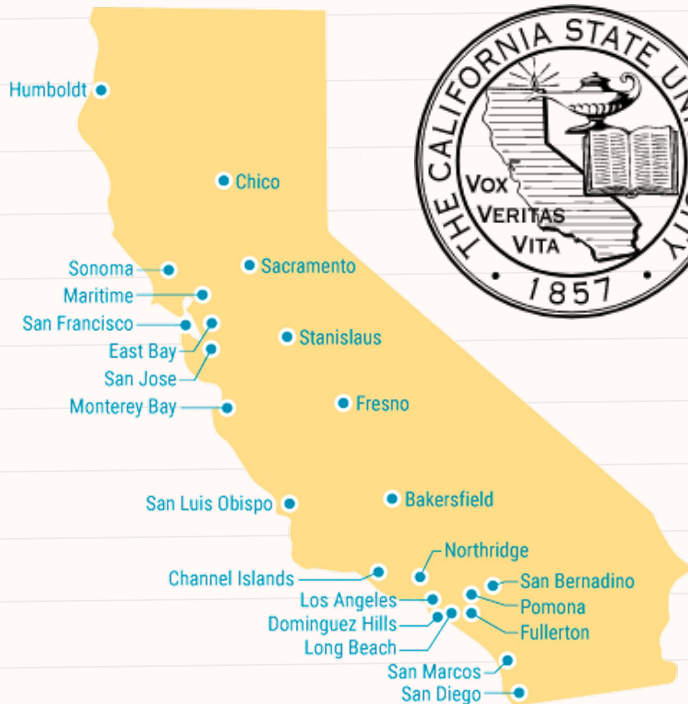 THE CALIFORNIA STATE UNI
TY
VOX
VERITAS
VITA
• 1857 •
Humboldt
Chico
Sonoma
Sacramento
Maritime
San Francisco
Stanislaus
East Bay
San Jose
Monterey Bay
Fresno
San Luis Obispo
Bakersfield
Northridge
Channel Islands
San Bernadino
Los Angeles
Pomona
Dominguez Hills
Fullerton
Long Beach
San Marcos
San Diego